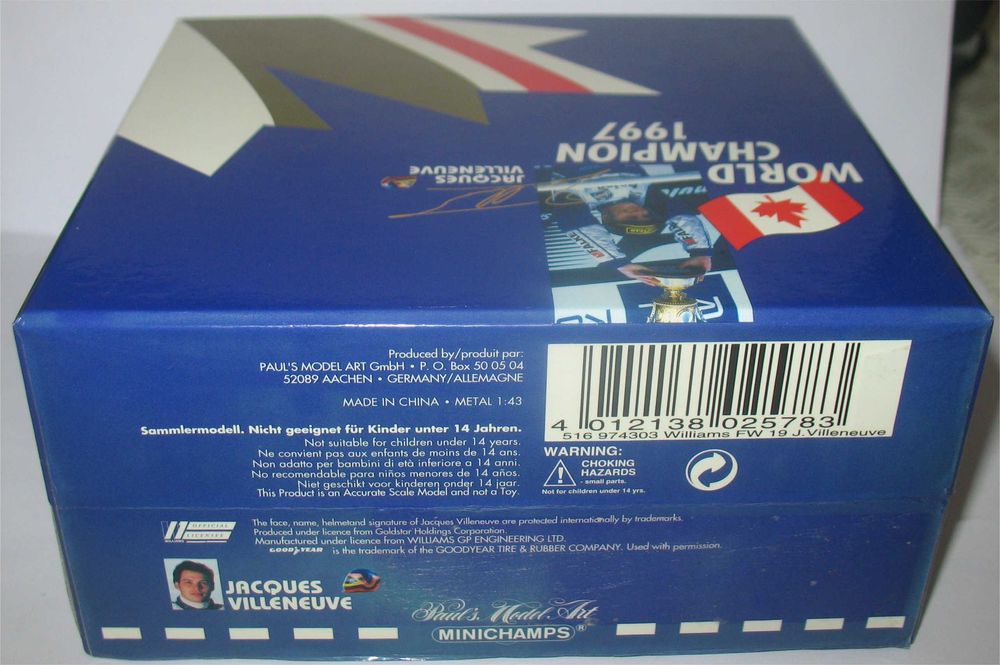 WORLD
CHAMPION
1997
JACQUES
VILLENEUVE
FALKE
FALKE
Produced by/produit par:
PAUL'S MODEL ART GmbH • P. O. Box 50 05 04
52089 AACHEN • GERMANY/ALLEMAGNE
MADE IN CHINA • METAL 1:43
Sammlermodell. Nicht geeignet für Kinder unter 14 Jahren.
Not suitable for children under 14 years.
Ne convient pas aux enfants de moins de 14 ans.
Non adatto per bambini di età inferiore a 14 anni.
No recomendable para niños menores de 14 años.
Niet geschikt voor kinderen onder 14 jaar.
This Product is an Accurate Scale Model and not a Toy.
4 012138 025783
516 974303 Williams FW 19 J.Villeneuve
WARNING:
CHOKING
HAZARDS
- small parts.
Not for children under 14 yrs.
OFFICIAL
LICENSEE
The face, name, helmetand signature of Jacques Villeneuve are protected internationally by trademarks.
Produced under licence from Goldstar Holdings Corporation.
Manufactured under licence from WILLIAMS GP ENGINEERING LTD.
GOODYEAR is the trademark of the GOODYEAR TIRE & RUBBER COMPANY. Used with permission.
JACQUES
VILLENEUVE
Paul's Model Art
MINICHAMPS®